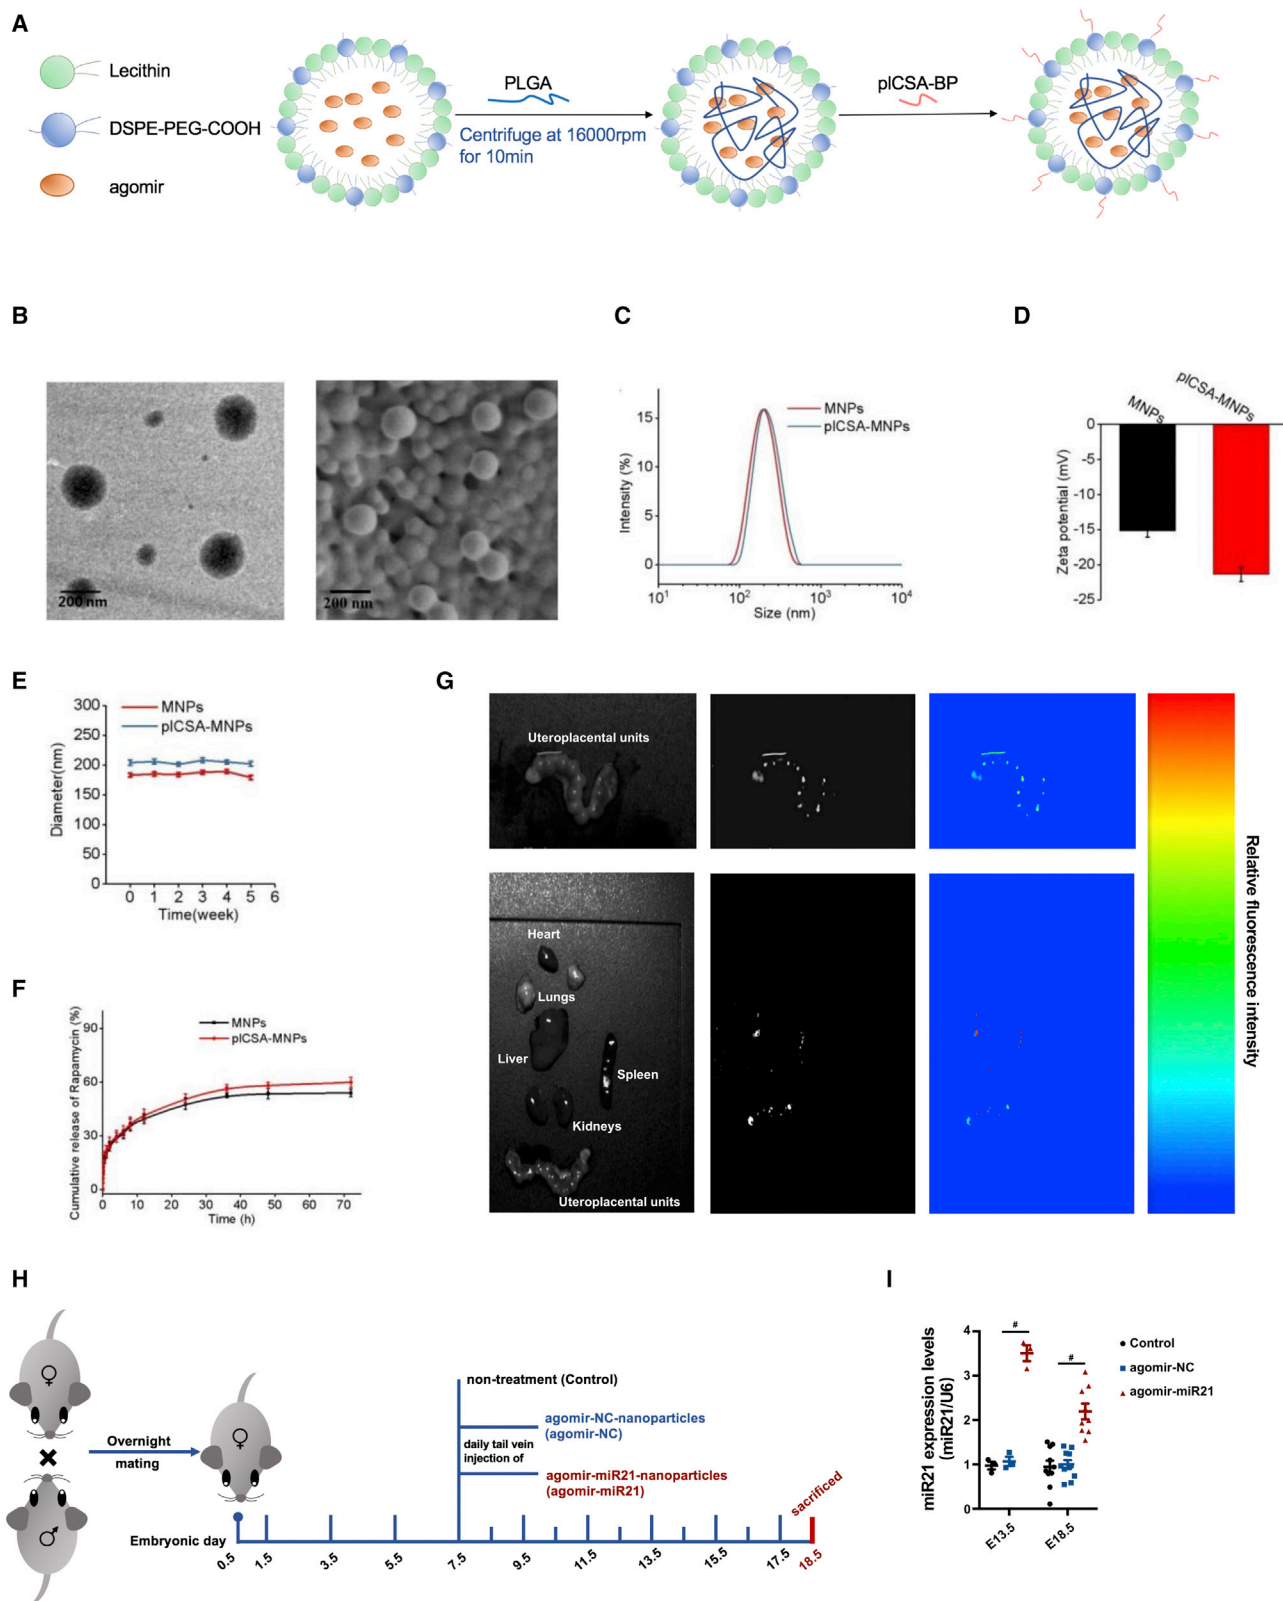 A
Lecithin
DSPE-PEG-COOH
agomir
PLGA
Centrifuge at 16000rpm
for 10min
plCSA-BP
B
200 nm
200 nm
C
Intensity (%)
15
10
5
0
10¹
10²
10³
10⁴
Size (nm)
MNPs
plCSA-MNPs
D
MNPs
plCSA-MNPs
Zeta potential (mV)
0
-5
-10
-15
-20
-25
E
MNPs
plCSA-MNPs
Diameter(nm)
300
250
200
150
100
50
0
0 1 2 3 4 5 6
Time(week)
F
MNPs
plCSA-MNPs
Cumulative release of Rapamycin (%)
90
60
30
0
0 10 20 30 40 50 60 70
Time (h)
G
Uteroplacental units
Heart
Lungs
Liver
Spleen
Kidneys
Uteroplacental units
Relative fluorescence intensity
H
♀
♂
Overnight
mating
♀
non-treatment (Control)
agomir-NC-nanoparticles
(agomir-NC)
daily tail vein
injection of
agomir-miR21-nanoparticles
(agomir-miR21)
sacrificed
Embryonic day
0.5 1.5 3.5 5.5 7.5 9.5 11.5 13.5 15.5 17.5 18.5
I
miR21 expression levels
(miR21/U6)
4
3
2
1
0
#
#
E13.5
E18.5
Control
agomir-NC
agomir-miR21